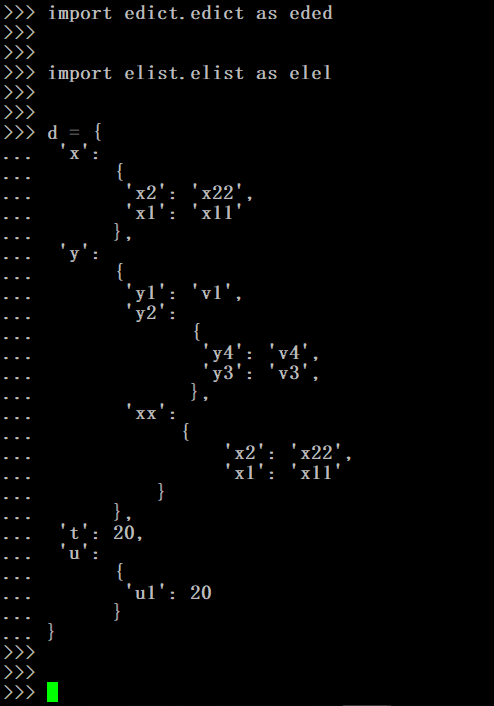 >>> import edict.edict as eded
>>>
>>>
>>> import elist.elist as elel
>>>
>>>
>>> d = {
...  'x':
...       {
...        'x2': 'x22',
...        'x1': 'x11'
...       },
...  'y':
...       {
...        'y1': 'v1',
...        'y2':
...              {
...               'y4': 'v4',
...               'y3': 'v3',
...              },
...        'xx':
...             {
...                 'x2': 'x22',
...                 'x1': 'x11'
...           }
...       },
...  't': 20,
...  'u':
...       {
...        'u1': 20
...       }
... }
>>>
>>>
>>>